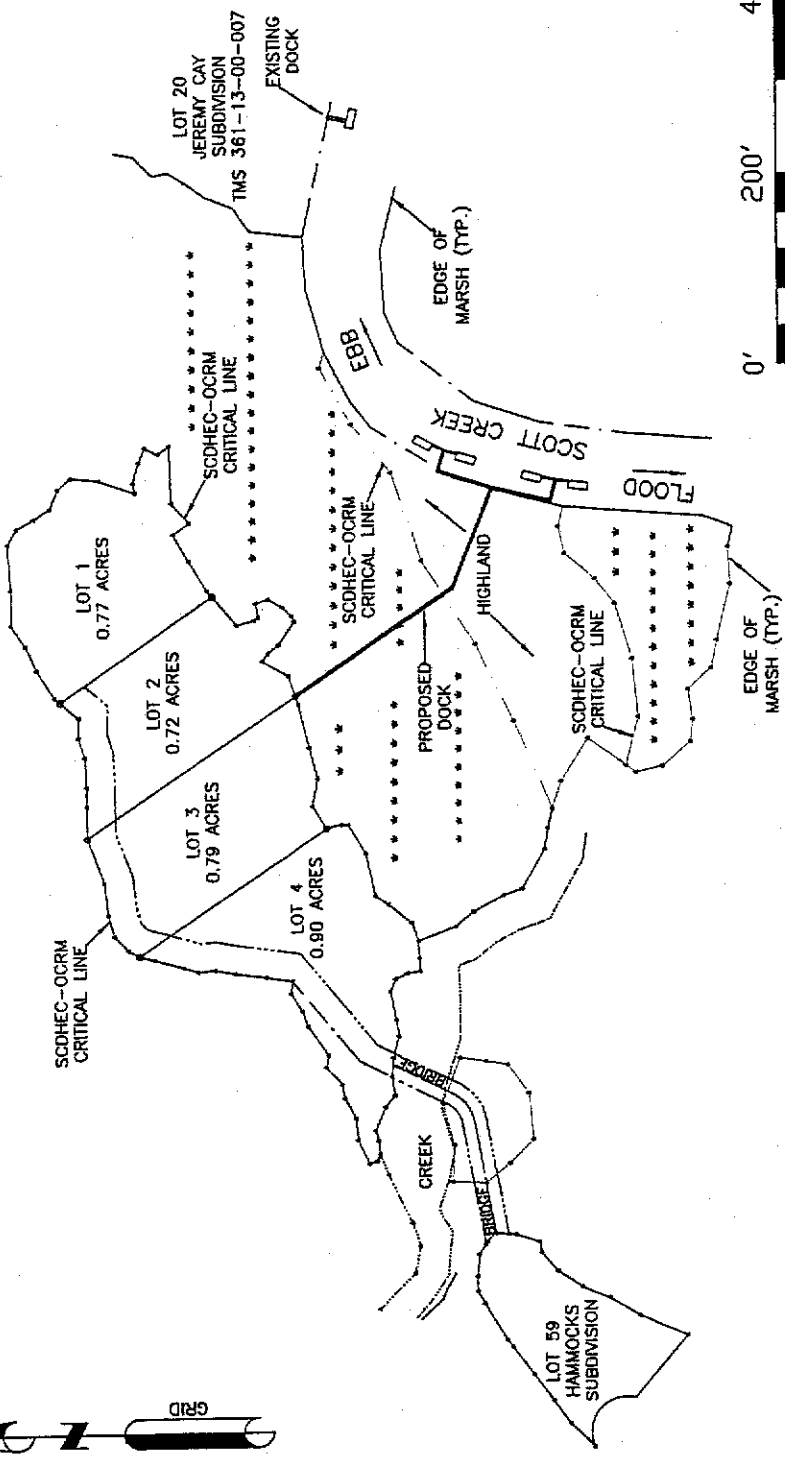 LOT 20
JEREMY CAY
SUBDIVISION
TMS 361-13-00-007
EXISTING
DOCK
SCDHEC-OCRM
CRITICAL LINE
LOT 1
0.77 ACRES
LOT 2
0.72 ACRES
LOT 3
0.79 ACRES
LOT 4
0.90 ACRES
SCDHEC-OCRM
CRITICAL LINE
EBB
EDGE OF
MARSH (TYP.)
SCDHEC-OCRM
CRITICAL LINE
SCOTT CREEK
FLOOD
HIGHLAND
PROPOSED
DOCK
SCDHEC-OCRM
CRITICAL LINE
EDGE OF
MARSH (TYP.)
BRIDGE
CREEK
BRIDGE
LOT 59
HAMMOCKS
SUBDIVISION
N
GRID
0'
200'
4